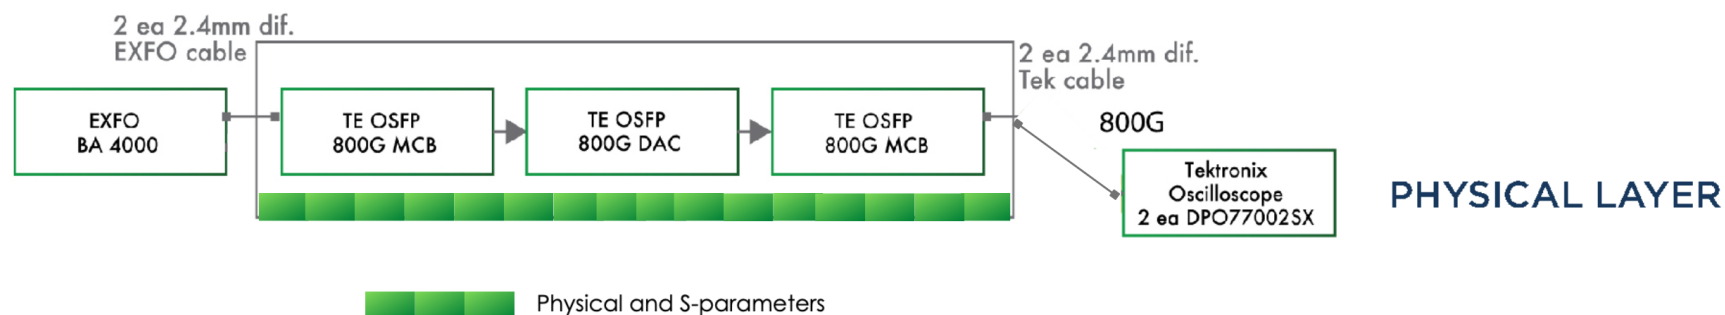 2 ea 2.4mm dif.
EXFO cable
2 ea 2.4mm dif.
Tek cable
EXFO
BA 4000
TE OSFP
800G MCB
TE OSFP
800G DAC
TE OSFP
800G MCB
800G
Tektronix
Oscilloscope
2 ea DPO77002SX
PHYSICAL LAYER
Physical and S-parameters